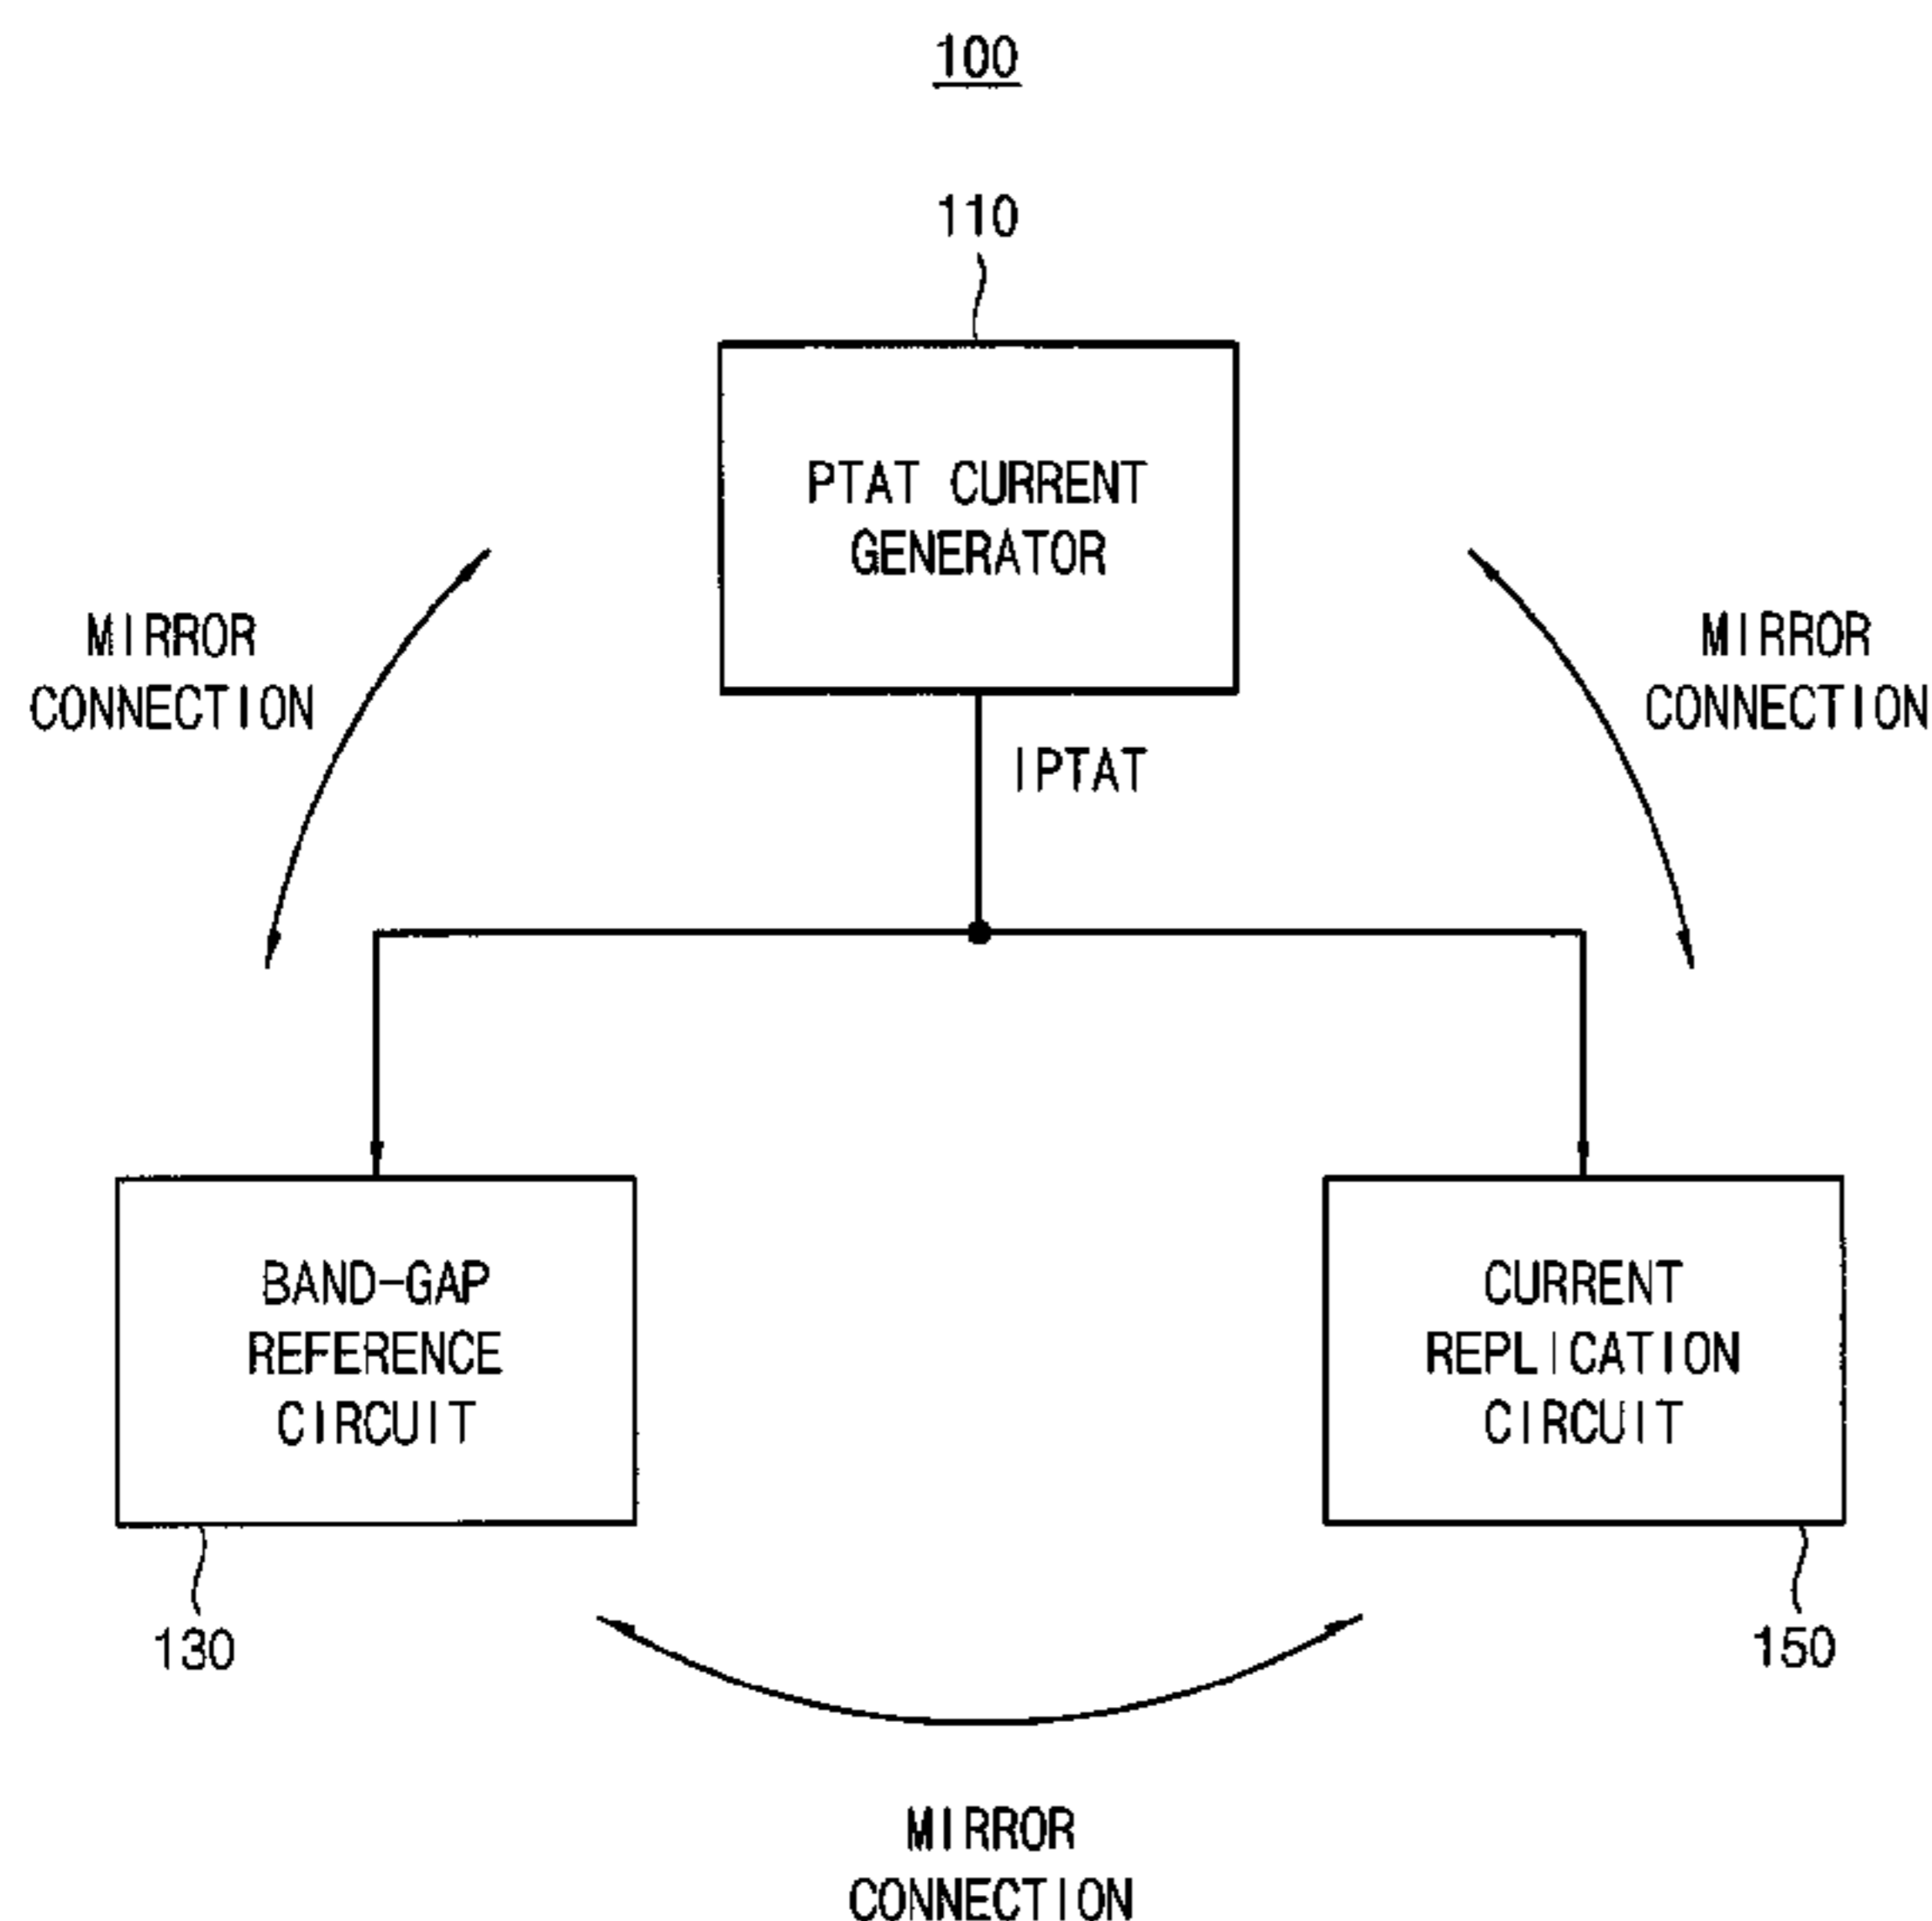 100
110
PTAT CURRENT
GENERATOR
MIRROR
CONNECTION
MIRROR
CONNECTION
IPTAT
BAND-GAP
REFERENCE
CIRCUIT
CURRENT
REPLICATION
CIRCUIT
130
150
MIRROR
CONNECTION